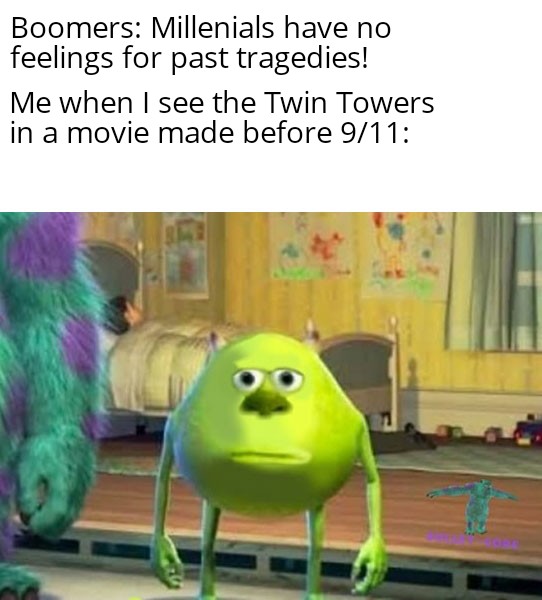 Boomers: Millenials have no
feelings for past tragedies!
Me when I see the Twin Towers
in a movie made before 9/11: